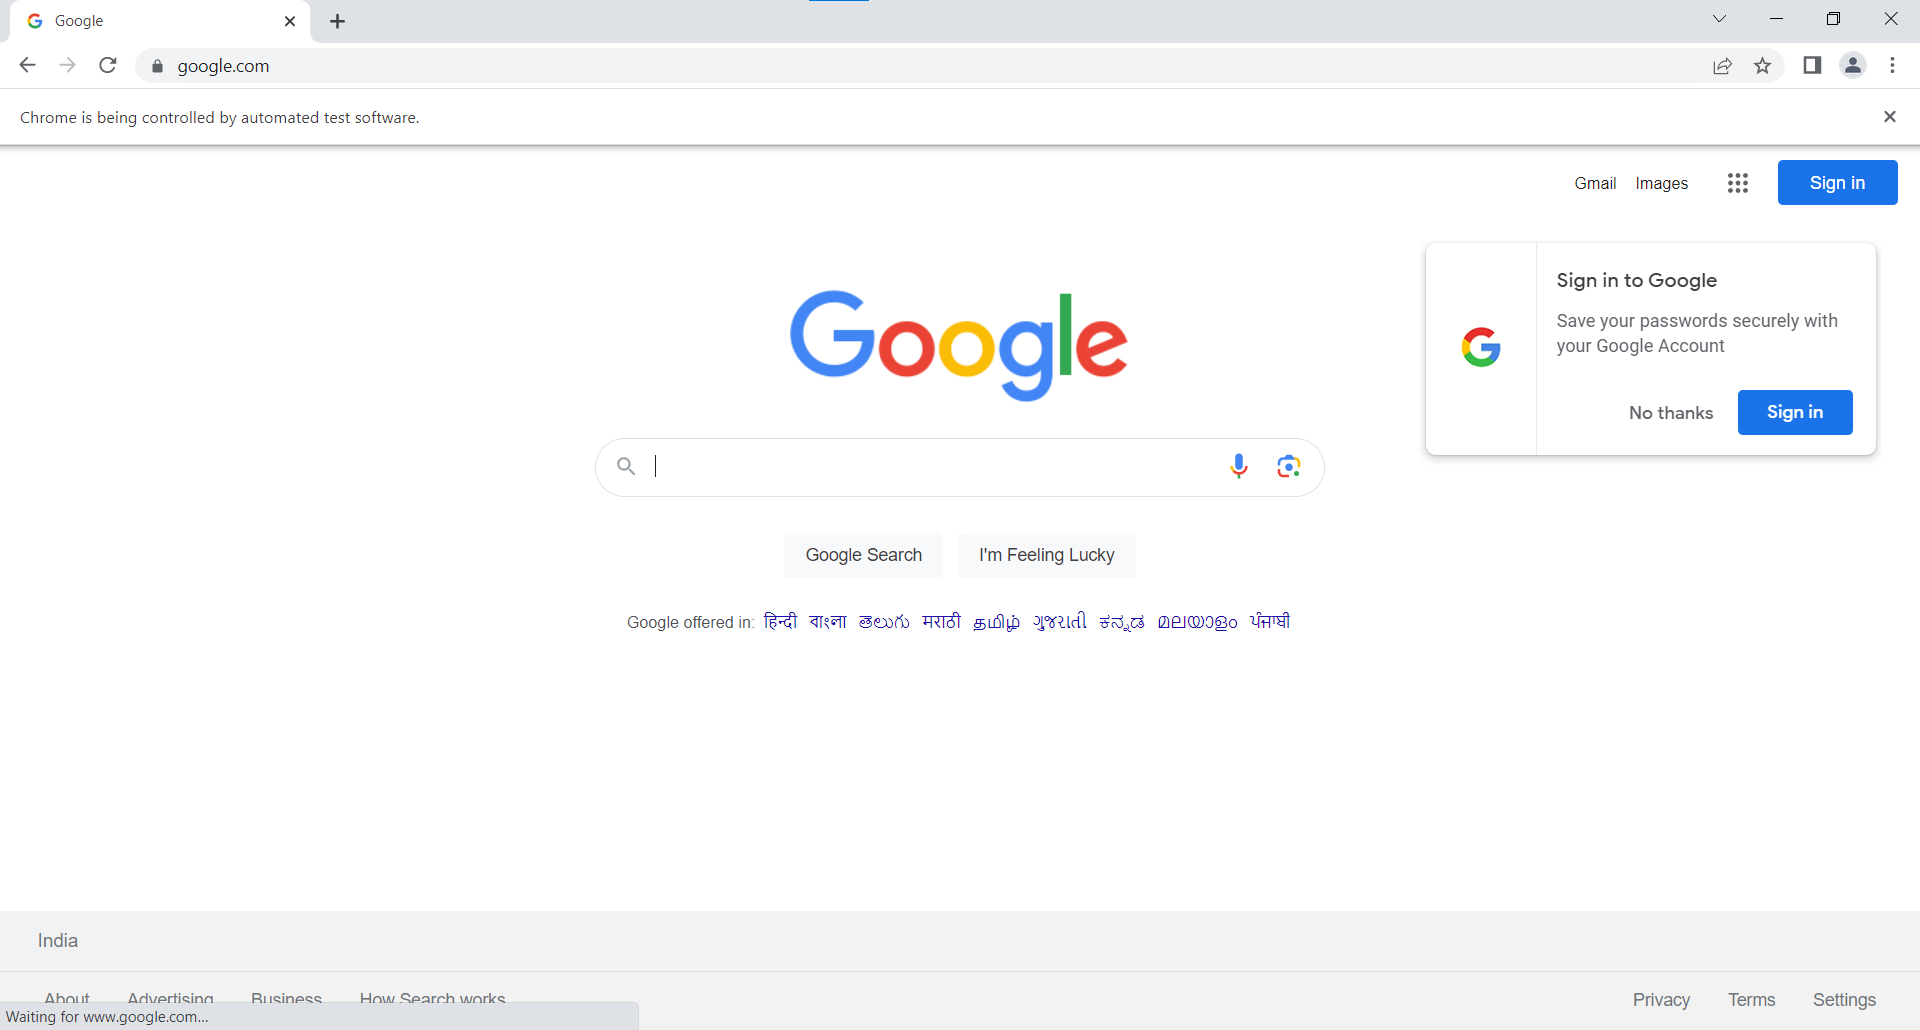 Google
google.com
Chrome is being controlled by automated test software.
Gmail Images Sign in
Sign in to Google
Save your passwords securely with
your Google Account
No thanks Sign in
Google
Google Search I'm Feeling Lucky
Google offered in: हिन्दी বাংলা తెలుగు मराठी தமிழ் ગુજરાતી ಕನ್ನಡ മലയാളം ਪੰਜਾਬੀ
India
About Advertising Business How Search works Privacy Terms Settings
Waiting for www.google.com...